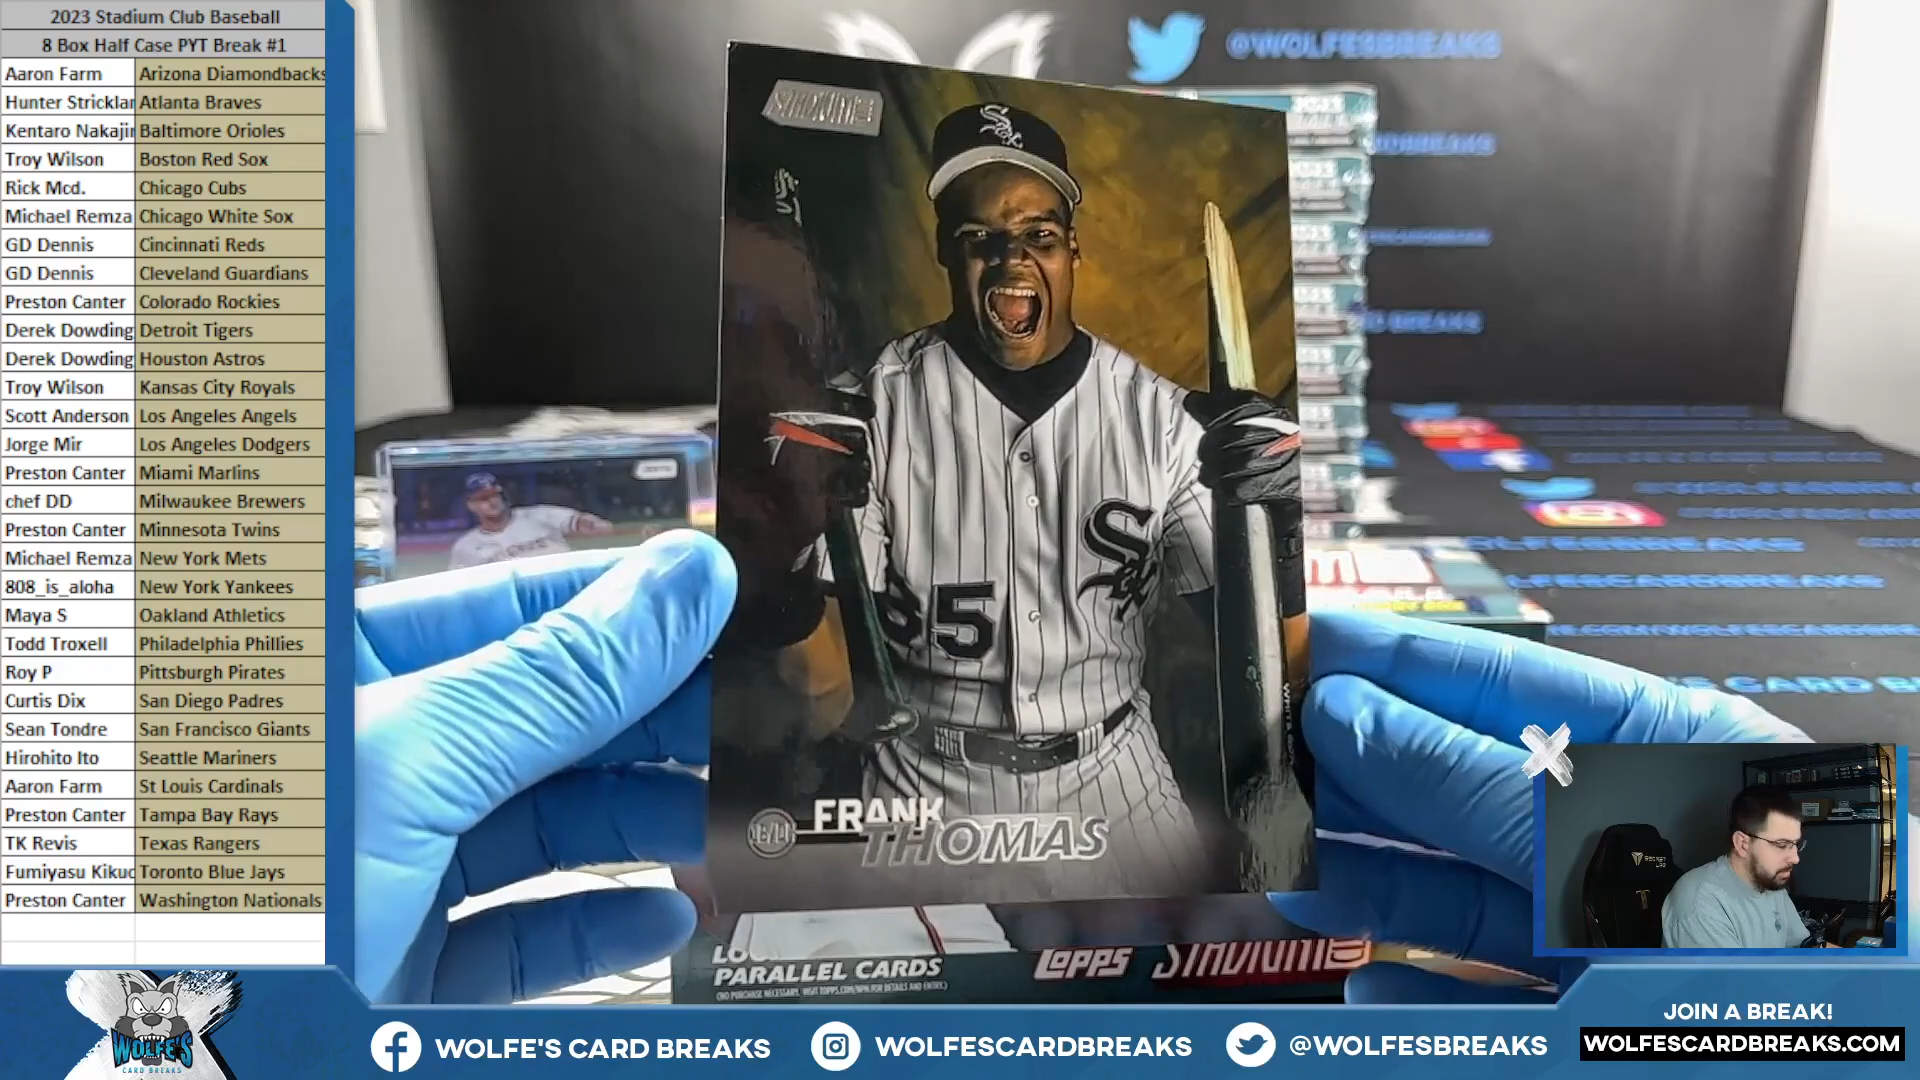 2023 Stadium Club Baseball
8 Box Half Case PYT Break #1
Aaron Farm Arizona Diamondbacks
Hunter Stricklar Atlanta Braves
Kentaro Nakajir Baltimore Orioles
Troy Wilson Boston Red Sox
Rick Mcd. Chicago Cubs
Michael Remza Chicago White Sox
GD Dennis Cincinnati Reds
GD Dennis Cleveland Guardians
Preston Canter Colorado Rockies
Derek Dowding Detroit Tigers
Derek Dowding Houston Astros
Troy Wilson Kansas City Royals
Scott Anderson Los Angeles Angels
Jorge Mir Los Angeles Dodgers
Preston Canter Miami Marlins
chef DD Milwaukee Brewers
Preston Canter Minnesota Twins
Michael Remza New York Mets
808_is_aloha New York Yankees
Maya S Oakland Athletics
Todd Troxell Philadelphia Phillies
Roy P Pittsburgh Pirates
Curtis Dix San Diego Padres
Sean Tondre San Francisco Giants
Hirohito Ito Seattle Mariners
Aaron Farm St Louis Cardinals
Preston Canter Tampa Bay Rays
TK Revis Texas Rangers
Fumiyasu Kikuc Toronto Blue Jays
Preston Canter Washington Nationals
@WOLFESBREAKS
STADIUM
Sox
35
Sox
FRANK
THOMAS
PARALLEL CARDS
TOPPS STADIUM
WOLFE'S
CARD BREAKS
WOLFE'S CARD BREAKS
WOLFESCARDBREAKS
@WOLFESBREAKS
JOIN A BREAK!
WOLFESCARDBREAKS.COM